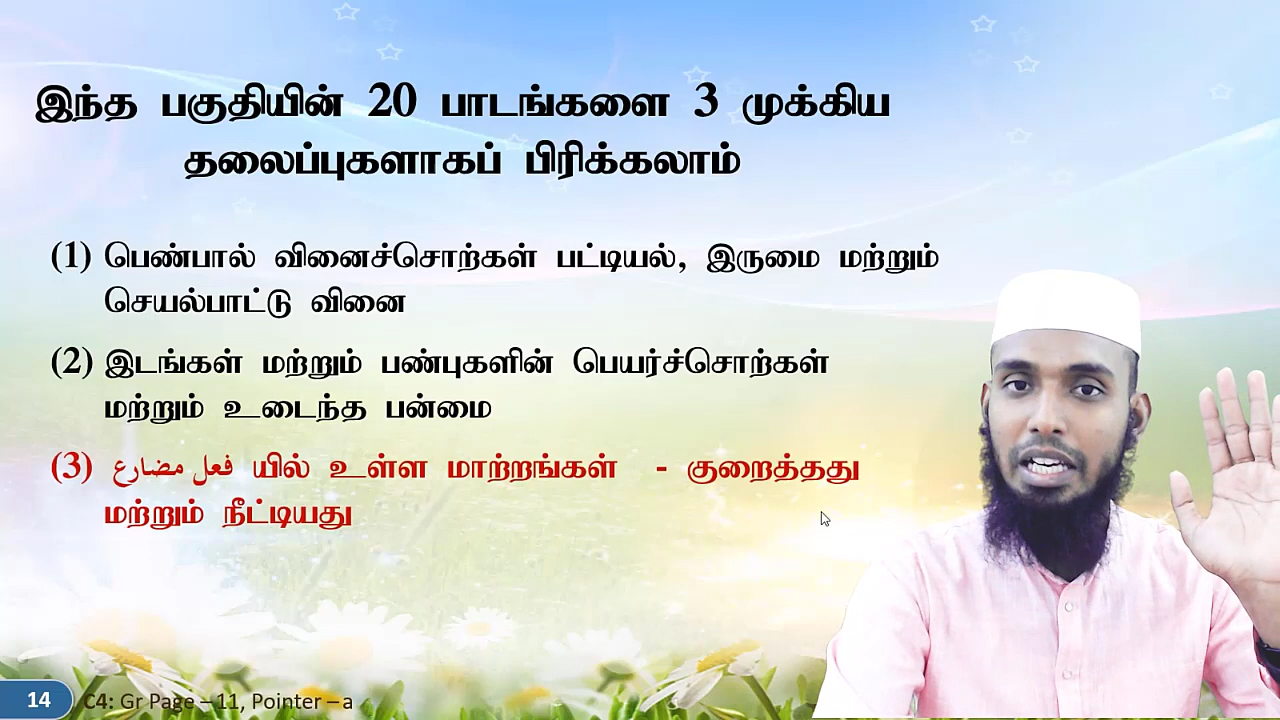 இந்த பகுதியின் 20 பாடங்களை 3 முக்கிய
தலைப்புகளாகப் பிரிக்கலாம்
(1) பெண்பால் வினைச்சொற்கள் பட்டியல், இருமை மற்றும்
செயல்பாட்டு வினை
(2) இடங்கள் மற்றும் பண்புகளின் பெயர்ச்சொற்கள்
மற்றும் உடைந்த பன்மை
(3) فعل مضارع யில் உள்ள மாற்றங்கள் - குறைத்தது
மற்றும் நீட்டியது
14 C4: Gr Page – 11, Pointer – a